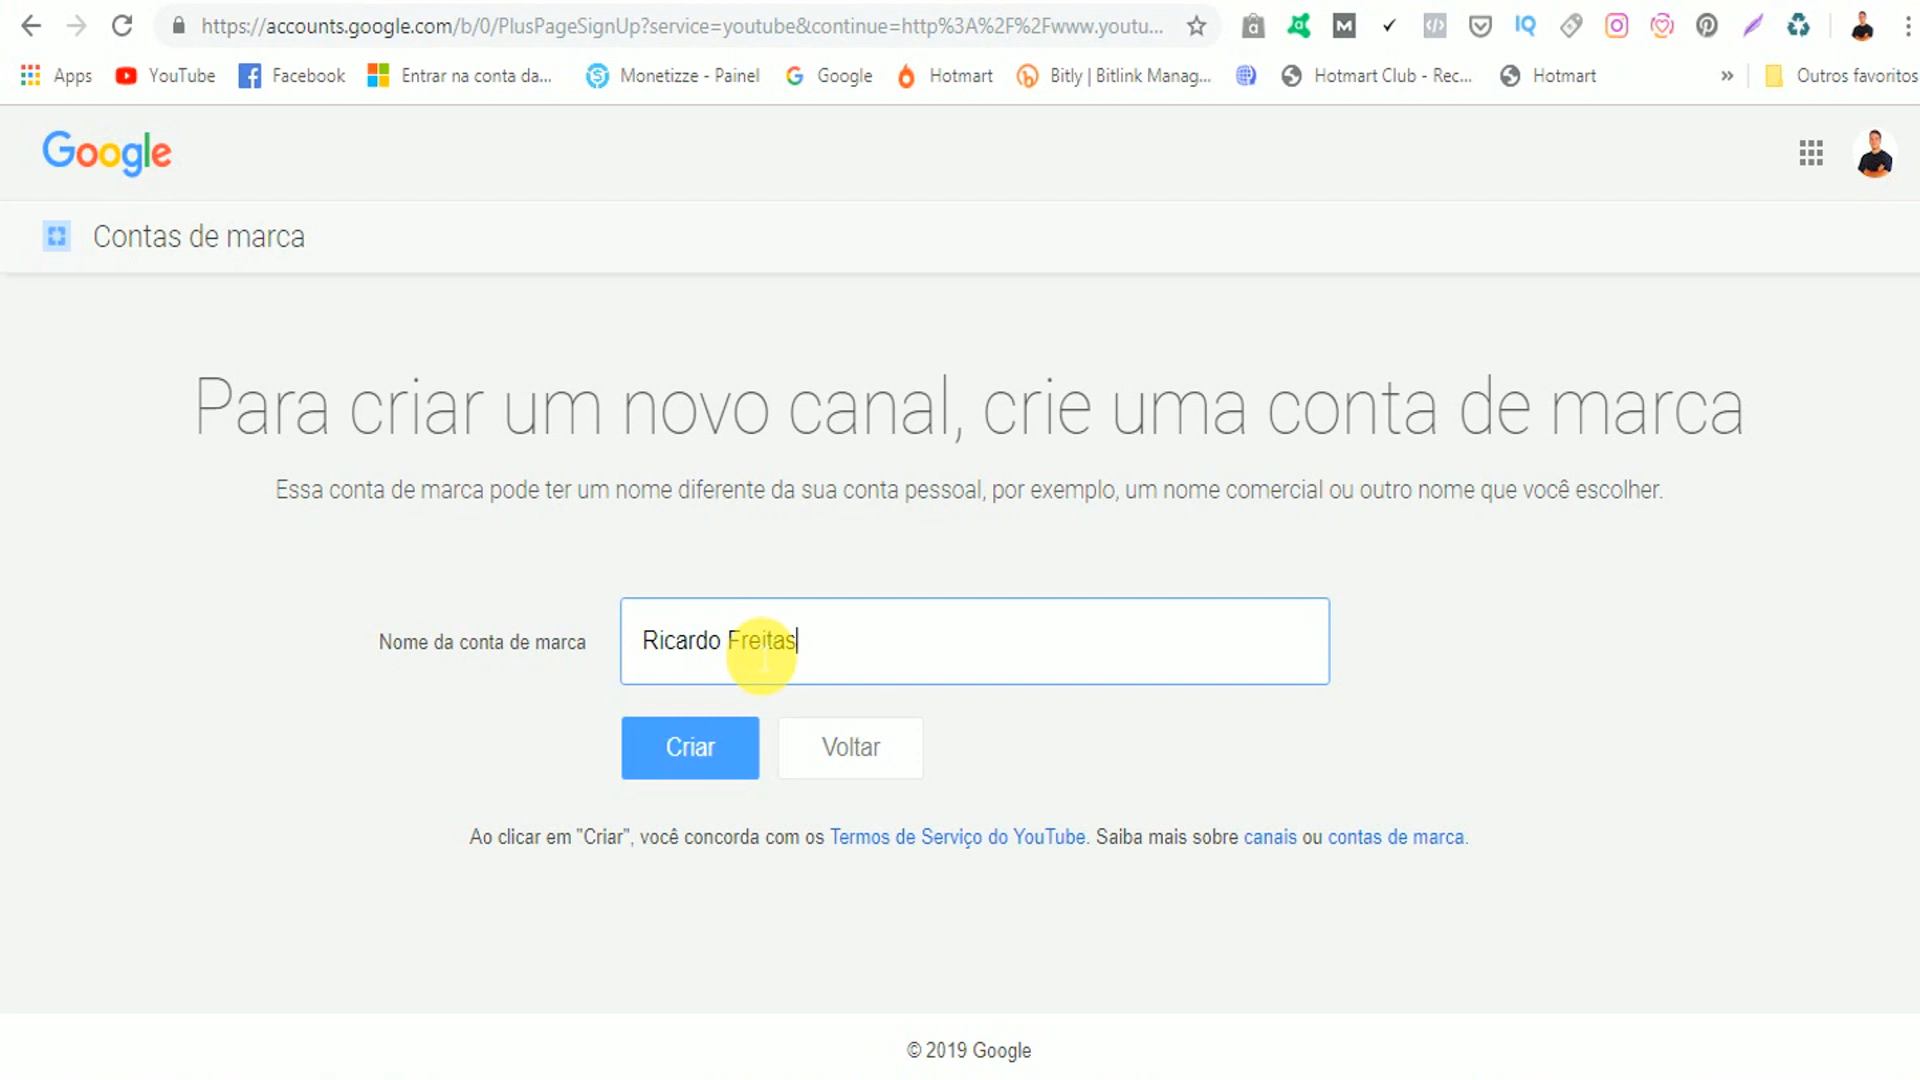 https://accounts.google.com/b/0/PlusPageSignUp?service=youtube&continue=http%3A%2F%2Fwww.youtu...
Apps YouTube Facebook Entrar na conta da... Monetizze - Painel Google Hotmart Bitly | Bitlink Manag... Hotmart Club - Rec... Hotmart » Outros favoritos
Google
Contas de marca
Para criar um novo canal, crie uma conta de marca
Essa conta de marca pode ter um nome diferente da sua conta pessoal, por exemplo, um nome comercial ou outro nome que você escolher.
Nome da conta de marca Ricardo Freitas
Criar Voltar
Ao clicar em "Criar", você concorda com os Termos de Serviço do YouTube. Saiba mais sobre canais ou contas de marca.
© 2019 Google